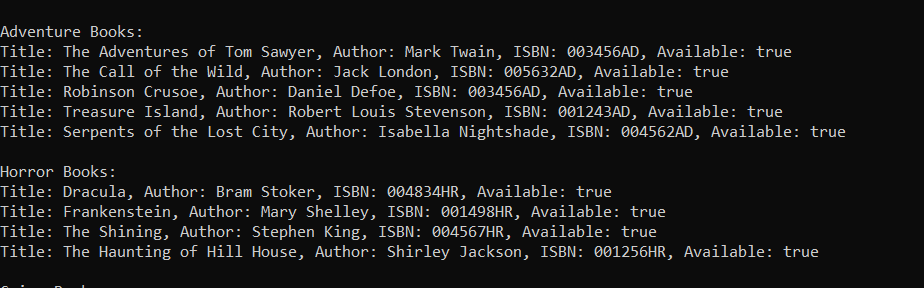 Adventure Books:
Title: The Adventures of Tom Sawyer, Author: Mark Twain, ISBN: 003456AD, Available: true
Title: The Call of the Wild, Author: Jack London, ISBN: 005632AD, Available: true
Title: Robinson Crusoe, Author: Daniel Defoe, ISBN: 003456AD, Available: true
Title: Treasure Island, Author: Robert Louis Stevenson, ISBN: 001243AD, Available: true
Title: Serpents of the Lost City, Author: Isabella Nightshade, ISBN: 004562AD, Available: true
Horror Books:
Title: Dracula, Author: Bram Stoker, ISBN: 004834HR, Available: true
Title: Frankenstein, Author: Mary Shelley, ISBN: 001498HR, Available: true
Title: The Shining, Author: Stephen King, ISBN: 004567HR, Available: true
Title: The Haunting of Hill House, Author: Shirley Jackson, ISBN: 001256HR, Available: true